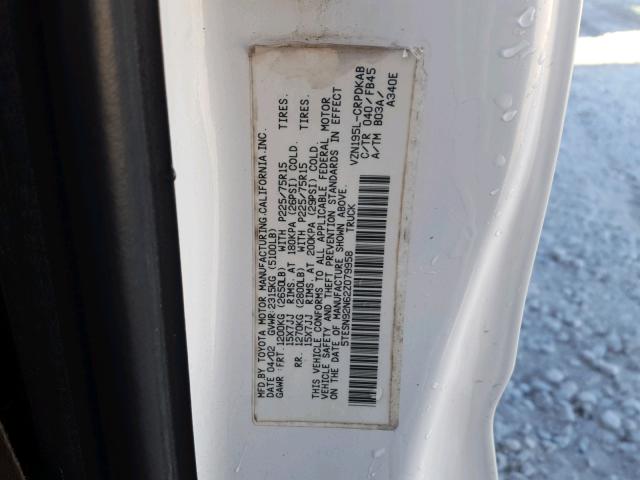 MFD.BY TOYOTA MOTOR MANUFACTURING.CALIFORNIA.INC.
DATE 04/02 GVWR:2315KG (5100LB)
GAWR :FRT.1200KG (2650LB) WITH P225/75R15 TIRES.
15X7JJ RIMS. AT 180KPA (26PSI) COLD.
RR. 1270KG (2800LB) WITH P225/75R15 TIRES.
15X7JJ RIMS. AT 200KPA (29PSI) COLD.
THIS VEHICLE CONFORMS TO ALL APPLICABLE FEDERAL MOTOR
VEHICLE SAFETY AND THEFT PREVENTION STANDARDS IN EFFECT
ON THE DATE OF MANUFACTURE SHOWN ABOVE.
5TESN92N62Z079958 TRUCK
VZN195L-CRPDKAB
C/TR 040/FB45
A/TM B03A/
A340E